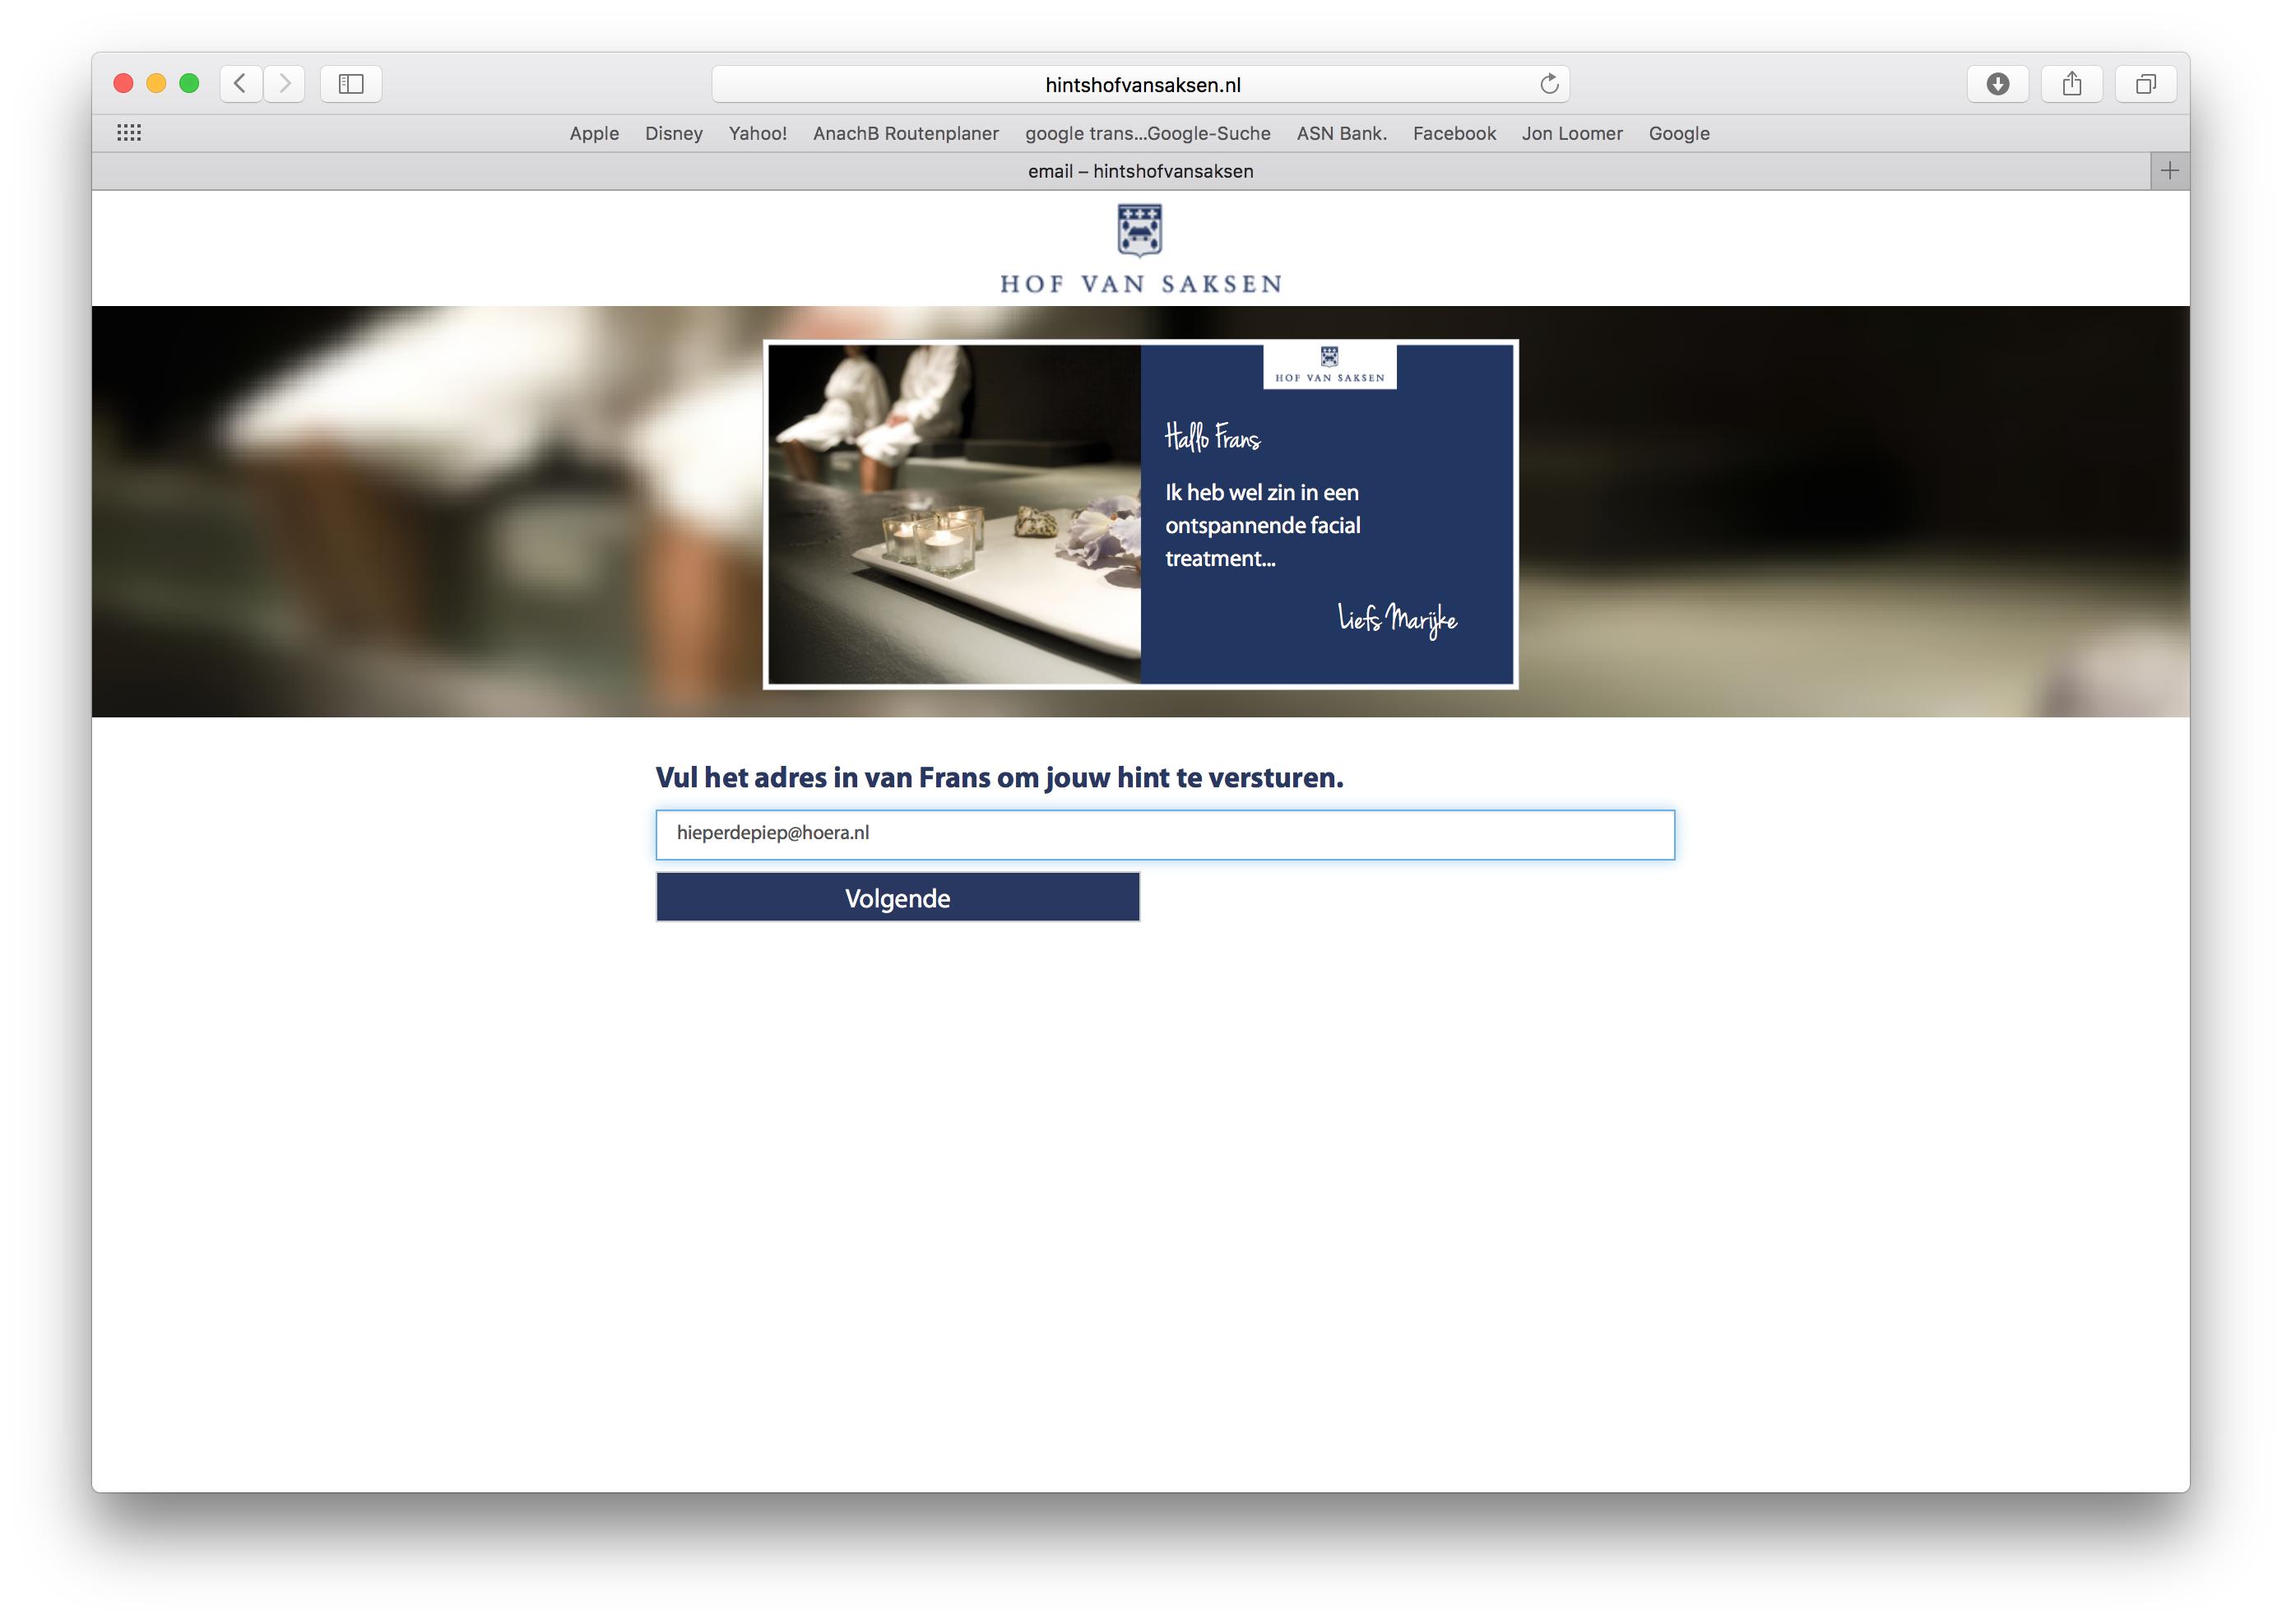 hintshofvansaksen.nl
Apple Disney Yahoo! AnachB Routenplaner google trans...Google-Suche ASN Bank. Facebook Jon Loomer Google
email – hintshofvansaksen
HOF VAN SAKSEN
HOF VAN SAKSEN
Hallo Frans
Ik heb wel zin in een
ontspannende facial
treatment...
Liefs Marijke
Vul het adres in van Frans om jouw hint te versturen.
hieperdepiep@hoera.nl
Volgende